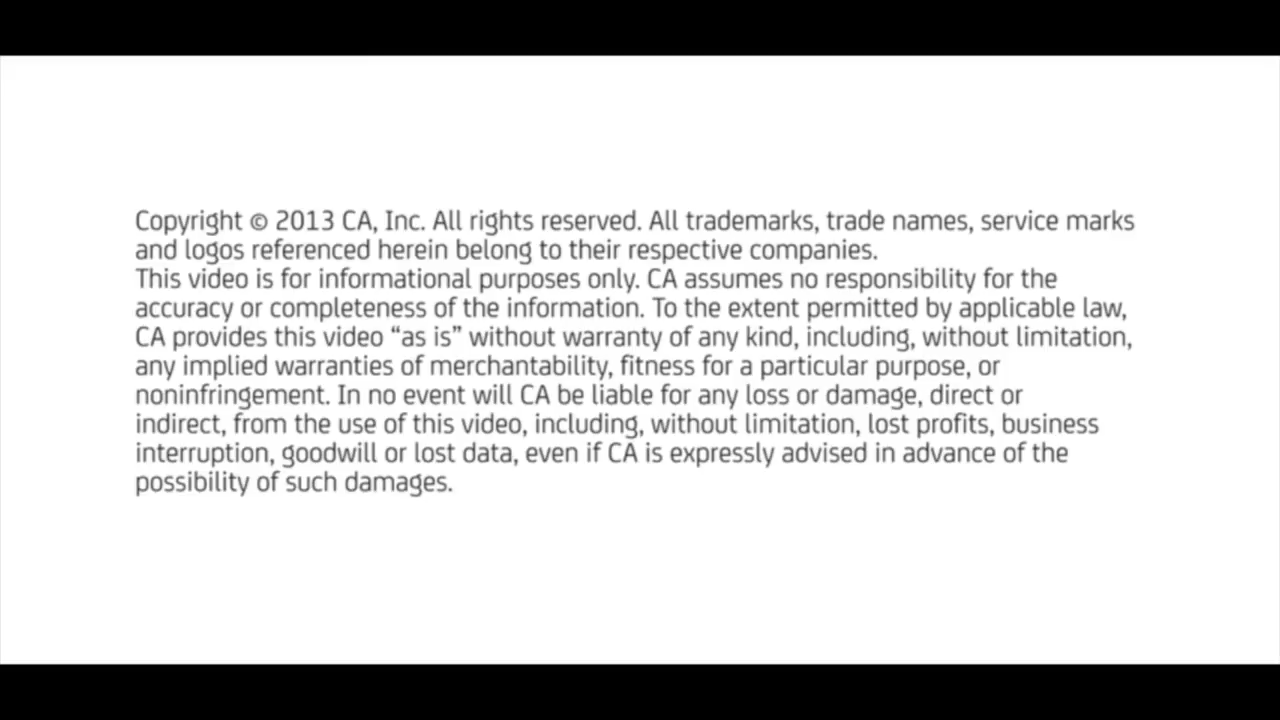 Copyright © 2013 CA, Inc. All rights reserved. All trademarks, trade names, service marks
and logos referenced herein belong to their respective companies.
This video is for informational purposes only. CA assumes no responsibility for the
accuracy or completeness of the information. To the extent permitted by applicable law,
CA provides this video “as is” without warranty of any kind, including, without limitation,
any implied warranties of merchantability, fitness for a particular purpose, or
noninfringement. In no event will CA be liable for any loss or damage, direct or
indirect, from the use of this video, including, without limitation, lost profits, business
interruption, goodwill or lost data, even if CA is expressly advised in advance of the
possibility of such damages.